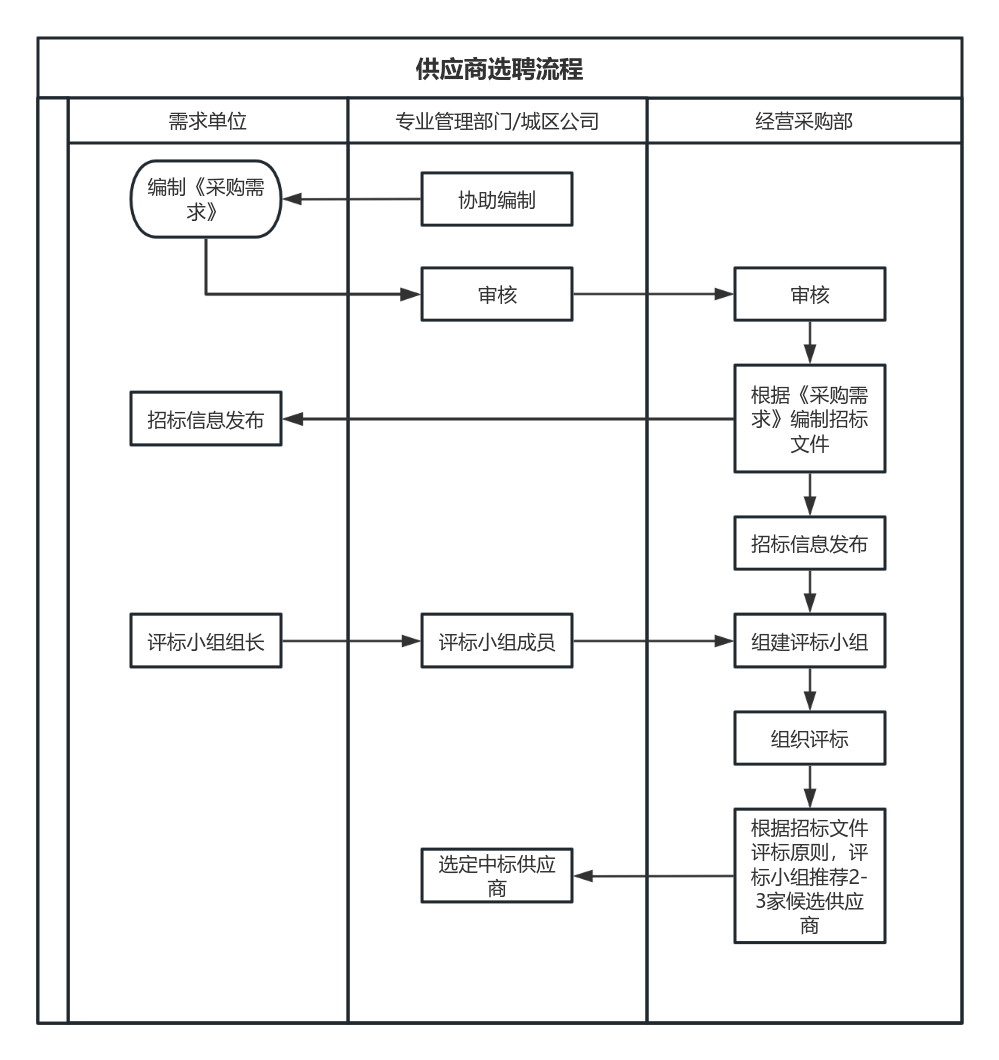 供应商选聘流程
需求单位
专业管理部门/城区公司
经营采购部
编制《采购需
求》
协助编制
审核
审核
招标信息发布
根据《采购需
求》编制招标
文件
招标信息发布
评标小组组长
评标小组成员
组建评标小组
组织评标
选定中标供应
商
根据招标文件
评标原则，评
标小组推荐2-
3家候选供应
商